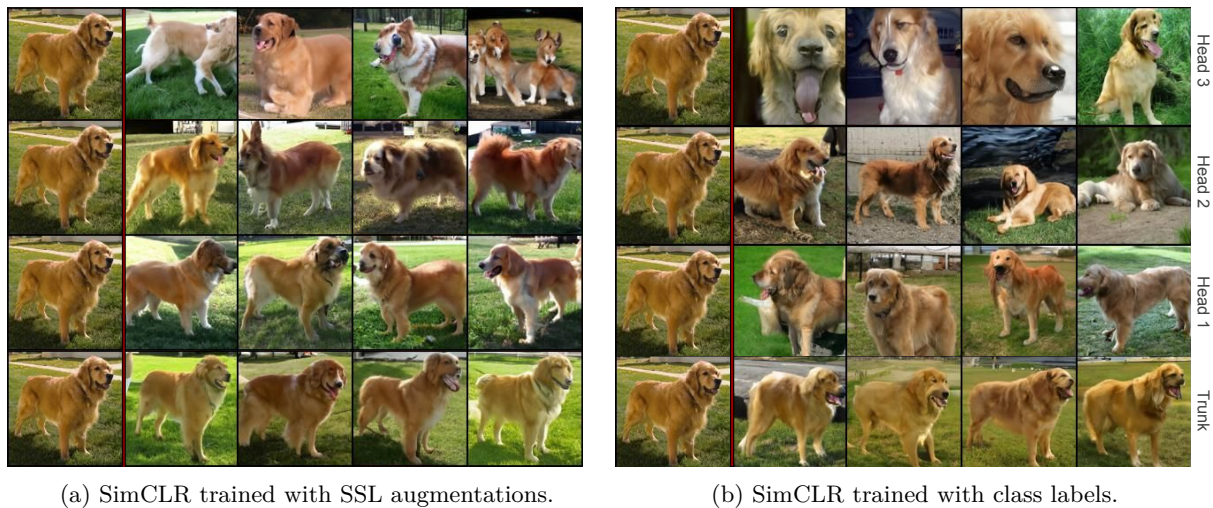 Head 3
Head 2
Head 1
Trunk
(a) SimCLR trained with SSL augmentations.
(b) SimCLR trained with class labels.